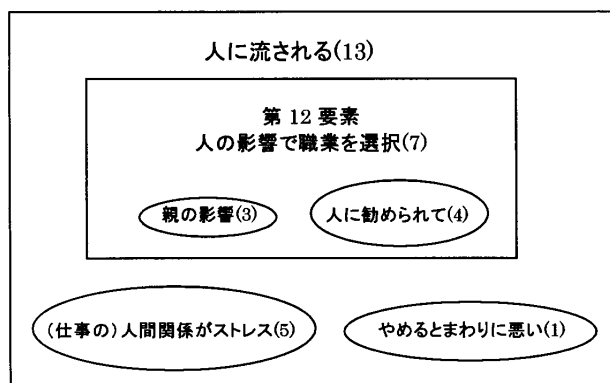 人に流される(13)
第 12 要素
人の影響で職業を選択(7)
親の影響(3)
人に勧められて(4)
(仕事の)人間関係がストレス(5)
やめるとまわりに悪い(1)